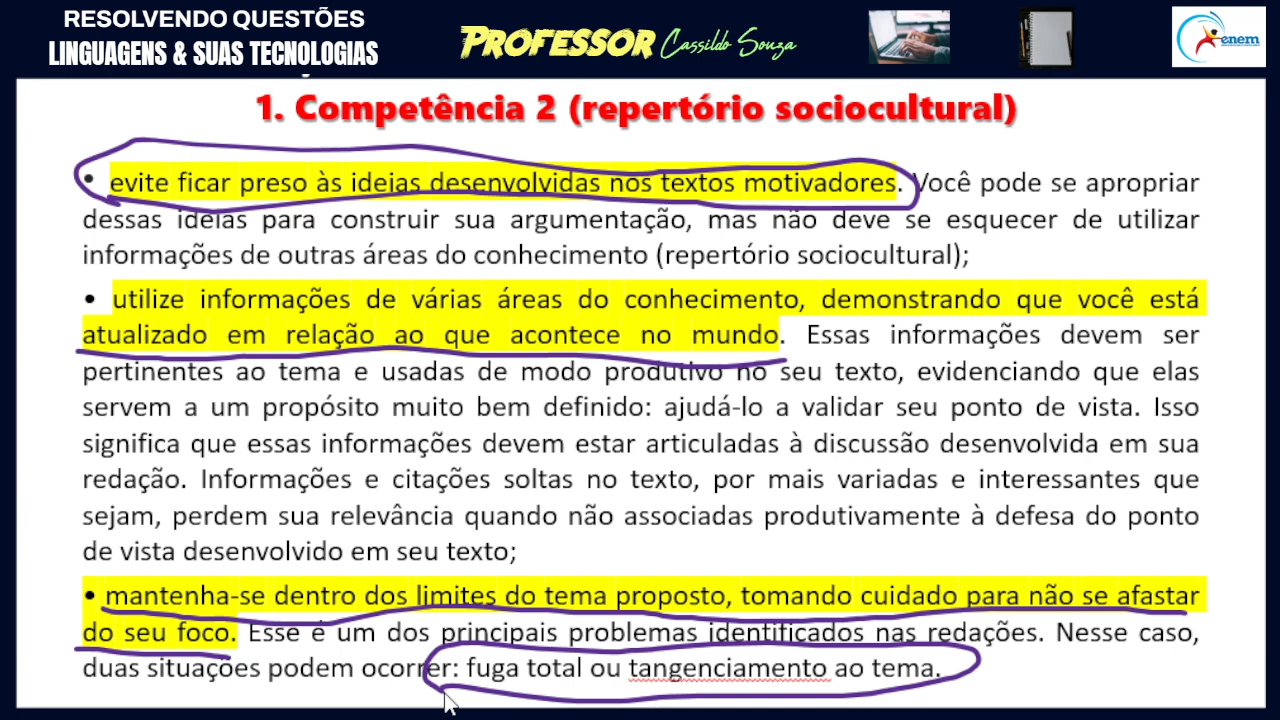 RESOLVENDO QUESTÕES
LINGUAGENS & SUAS TECNOLOGIAS
PROFESSOR Cassildo Souza
enem
1. Competência 2 (repertório sociocultural)
• evite ficar preso às ideias desenvolvidas nos textos motivadores. Você pode se apropriar
dessas ideias para construir sua argumentação, mas não deve se esquecer de utilizar
informações de outras áreas do conhecimento (repertório sociocultural);
• utilize informações de várias áreas do conhecimento, demonstrando que você está
atualizado em relação ao que acontece no mundo. Essas informações devem ser
pertinentes ao tema e usadas de modo produtivo no seu texto, evidenciando que elas
servem a um propósito muito bem definido: ajudá-lo a validar seu ponto de vista. Isso
significa que essas informações devem estar articuladas à discussão desenvolvida em sua
redação. Informações e citações soltas no texto, por mais variadas e interessantes que
sejam, perdem sua relevância quando não associadas produtivamente à defesa do ponto
de vista desenvolvido em seu texto;
• mantenha-se dentro dos limites do tema proposto, tomando cuidado para não se afastar
do seu foco. Esse é um dos principais problemas identificados nas redações. Nesse caso,
duas situações podem ocorrer: fuga total ou tangenciamento ao tema.